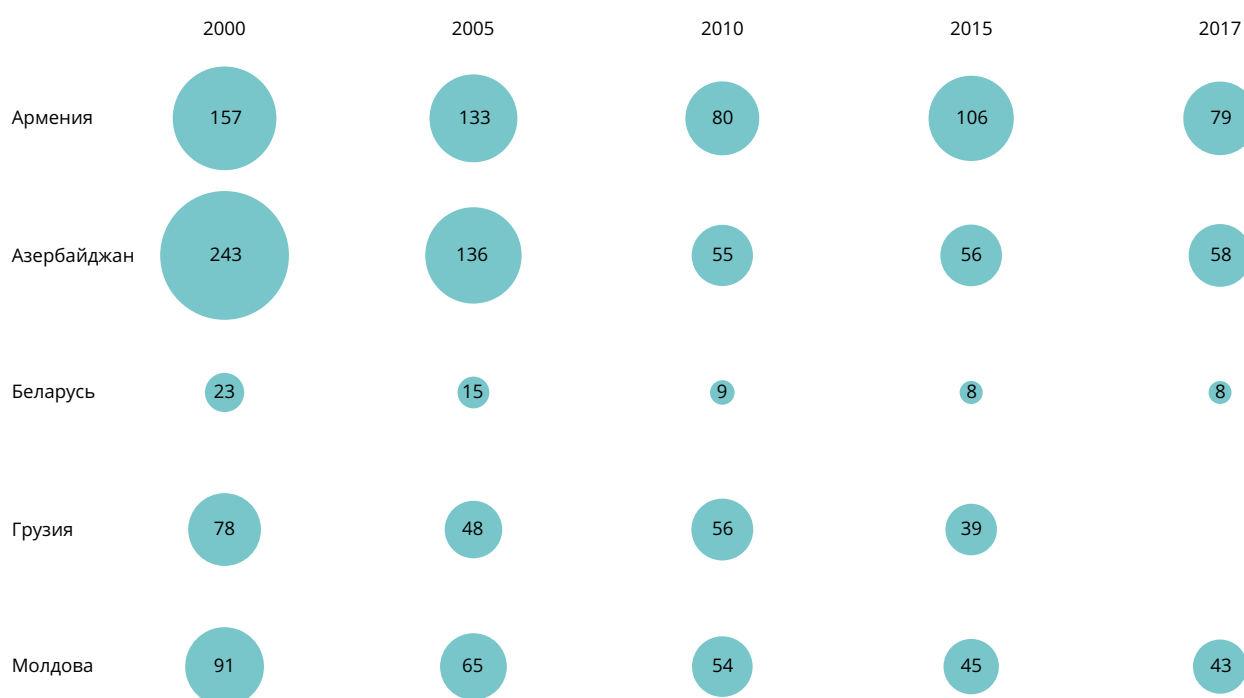 2000 2005 2010 2015 2017
Армения 157 133 80 106 79
Азербайджан 243 136 55 56 58
Беларусь 23 15 9 8 8
Грузия 78 48 56 39
Молдова 91 65 54 45 43